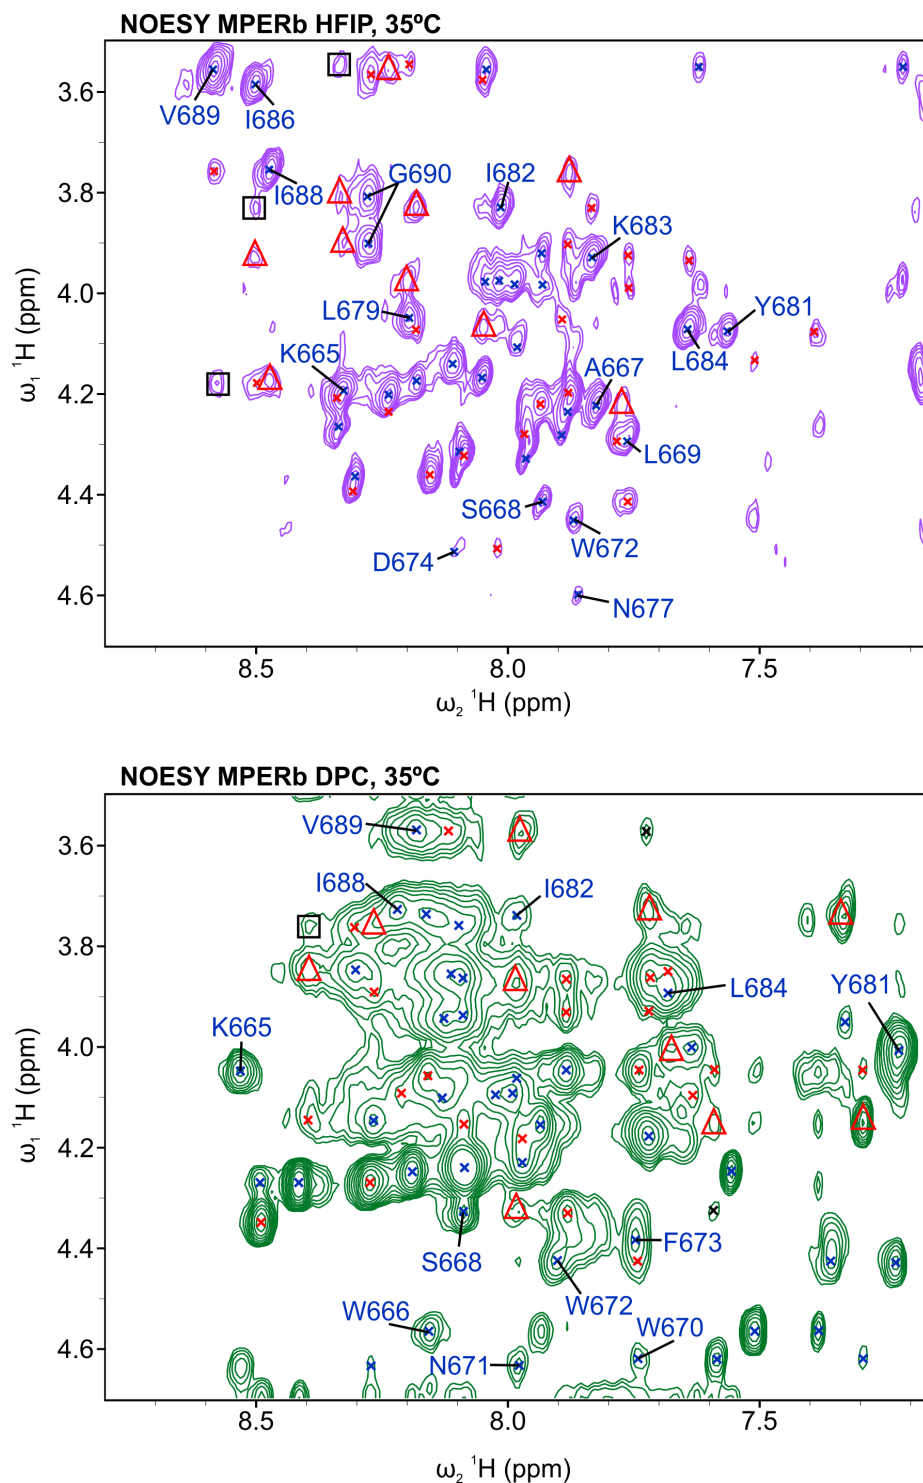 NOESY MPERb HFIP, 35ºC
3.6
V689
I686
I688
G690
I682
3.8
K683
4.0
L679
Y681
L684
K665
A667
4.2
L669
4.4
S668
W672
D674
4.6
N677
8.5
8.0
7.5
ω₁ ¹H (ppm)
ω₂ ¹H (ppm)
NOESY MPERb DPC, 35ºC
V689
3.6
I688
I682
3.8
L684
Y681
K665
4.0
4.2
S668
F673
4.4
W672
W666
W670
N671
4.6
8.5
8.0
7.5
ω₁ ¹H (ppm)
ω₂ ¹H (ppm)